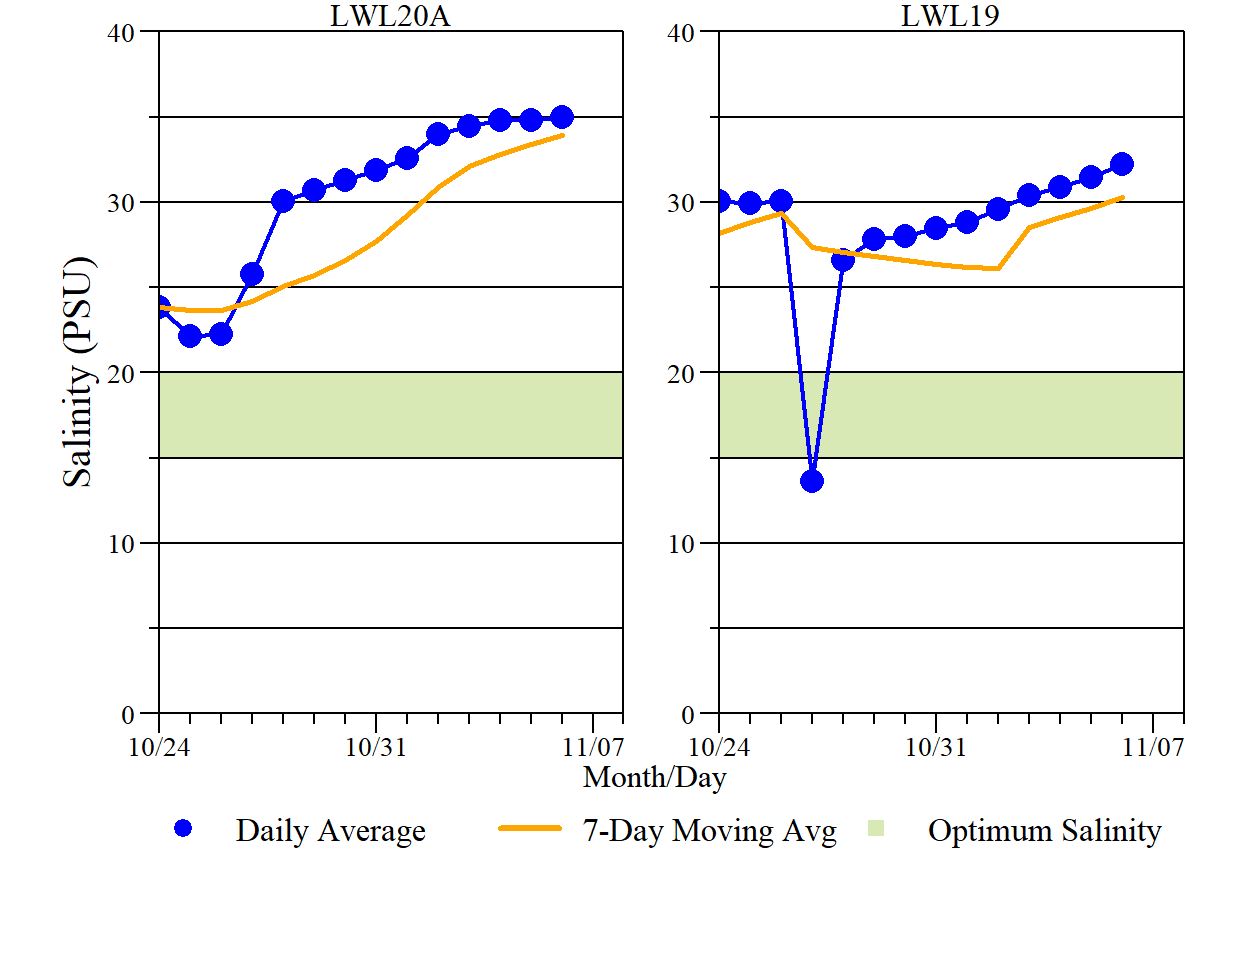 LWL20A
LWL19
40
30
20
10
0
40
30
20
10
0
Salinity (PSU)
10/24
10/31
11/07
10/24
10/31
11/07
Month/Day
Daily Average
7-Day Moving Avg
Optimum Salinity